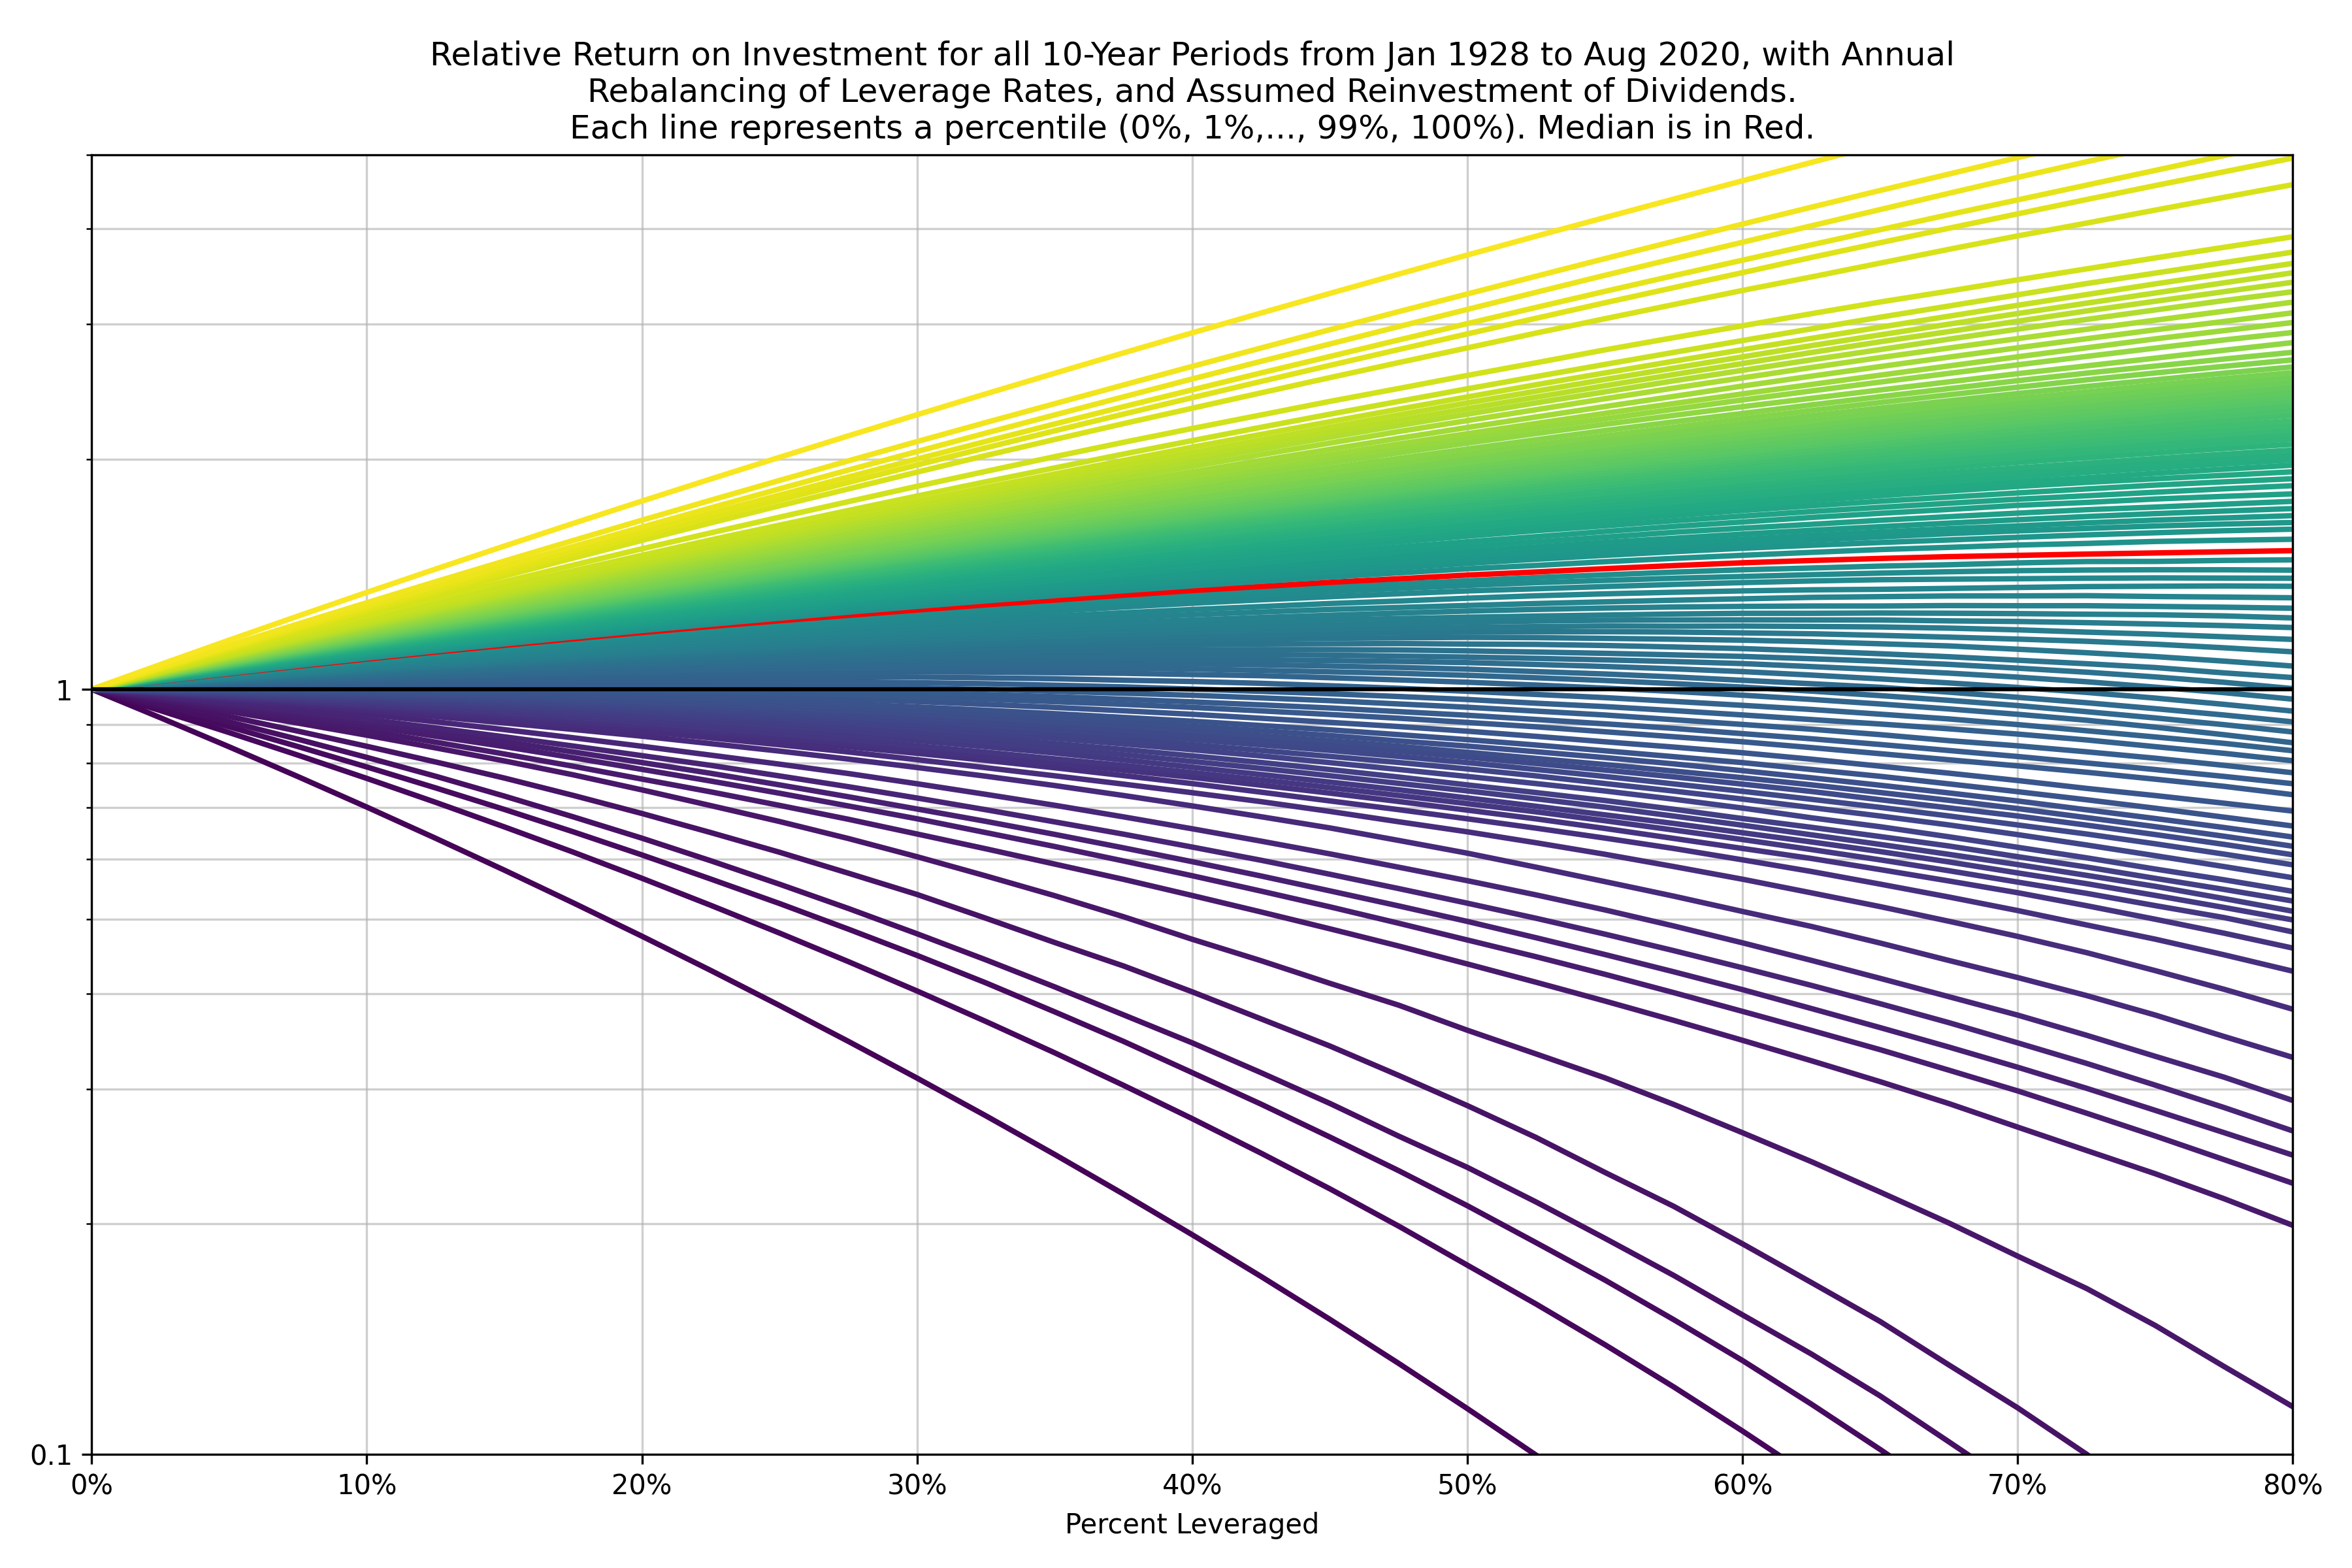 Relative Return on Investment for all 10-Year Periods from Jan 1928 to Aug 2020, with Annual
Rebalancing of Leverage Rates, and Assumed Reinvestment of Dividends.
Each line represents a percentile (0%, 1%,..., 99%, 100%). Median is in Red.
1
0.1
0%
10%
20%
30%
40%
50%
60%
70%
80%
Percent Leveraged